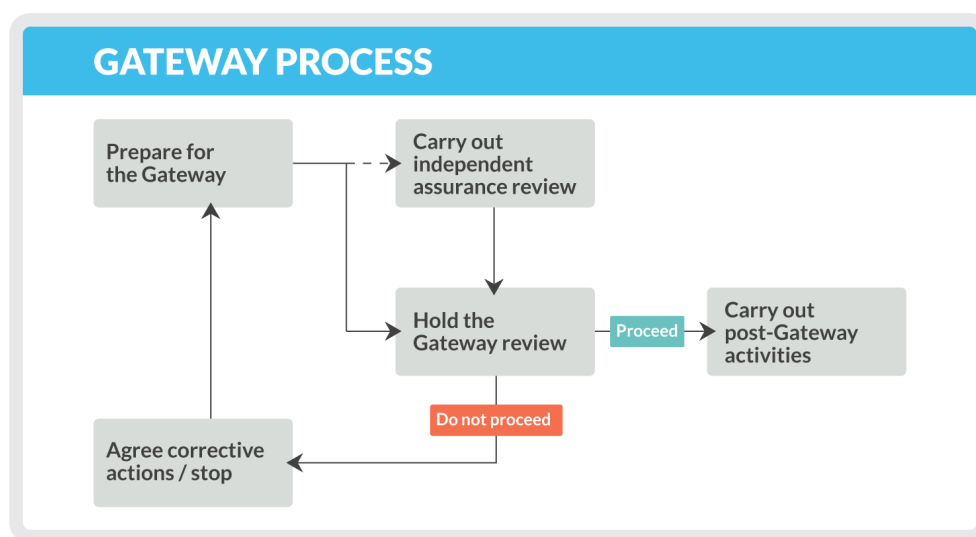 GATEWAY PROCESS
Prepare for
the Gateway
Carry out
independent
assurance review
Hold the
Gateway review
Proceed
Carry out
post-Gateway
activities
Do not proceed
Agree corrective
actions / stop